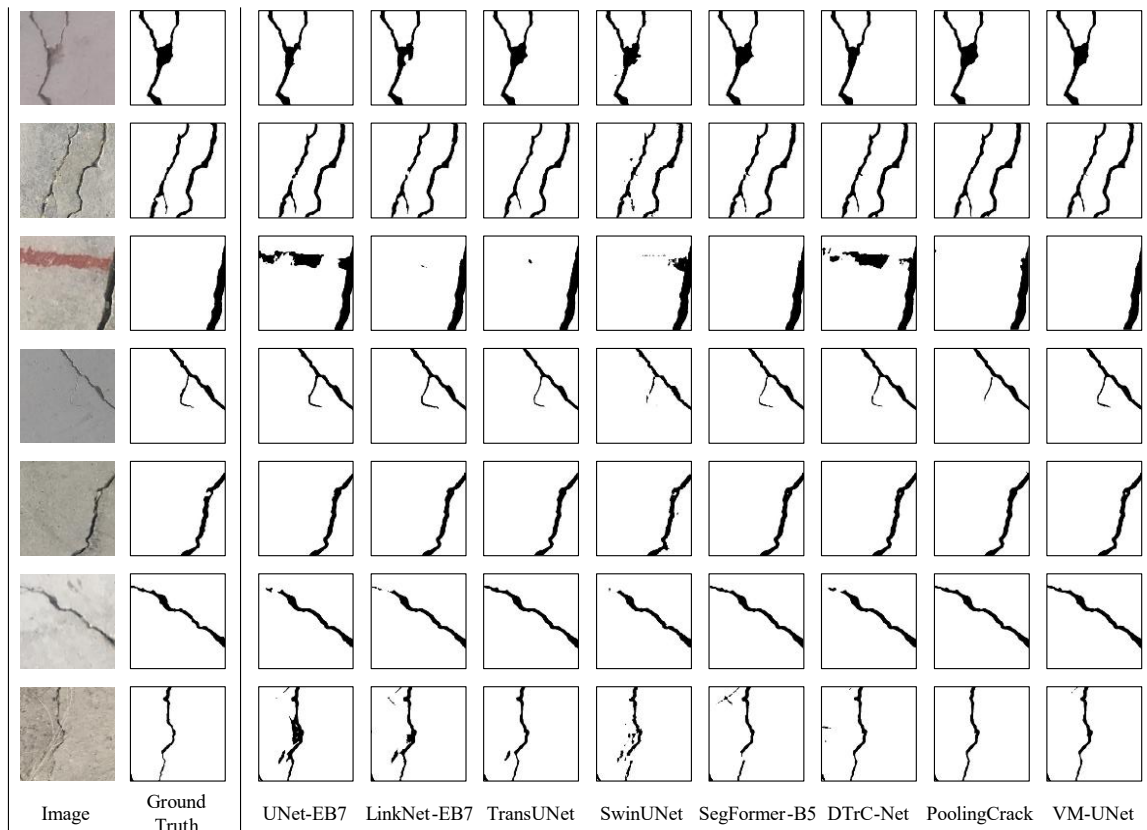 Image
Ground
Truth
UNet-EB7
LinkNet-EB7
TransUNet
SwinUNet
SegFormer-B5
DTrC-Net
PoolingCrack
VM-UNet